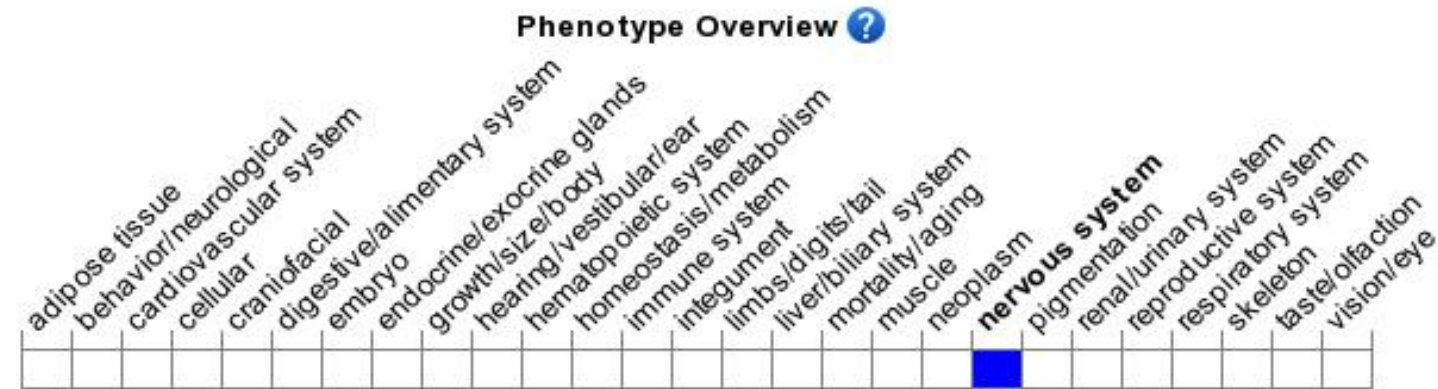 Phenotype Overview ?
adipose tissue
behavior/neurological
cardiovascular system
cellular
craniofacial
digestive/alimentary system
embryo
endocrine/exocrine glands
growth/size/body
hearing/vestibular/ear
hematopoietic system
homeostasis/metabolism
immune system
integument
limbs/digits/tail
liver/biliary system
mortality/aging
muscle
neoplasm
nervous system
pigmentation
renal/urinary system
reproductive system
respiratory system
skeleton
taste/olfaction
vision/eye